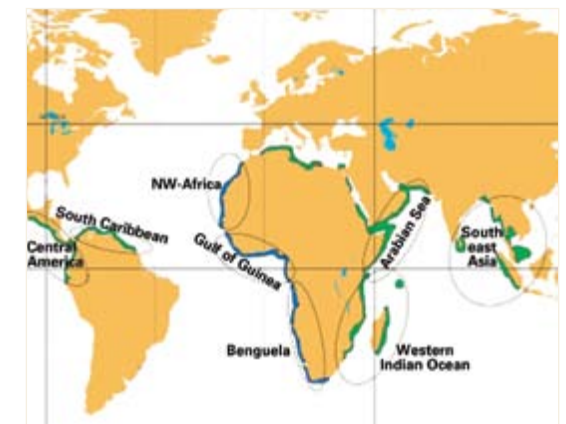 NW-Africa
South Caribbean
Central
America
Gulf of Guinea
Arabian Sea
South
east
Asia
Benguela
Western
Indian Ocean